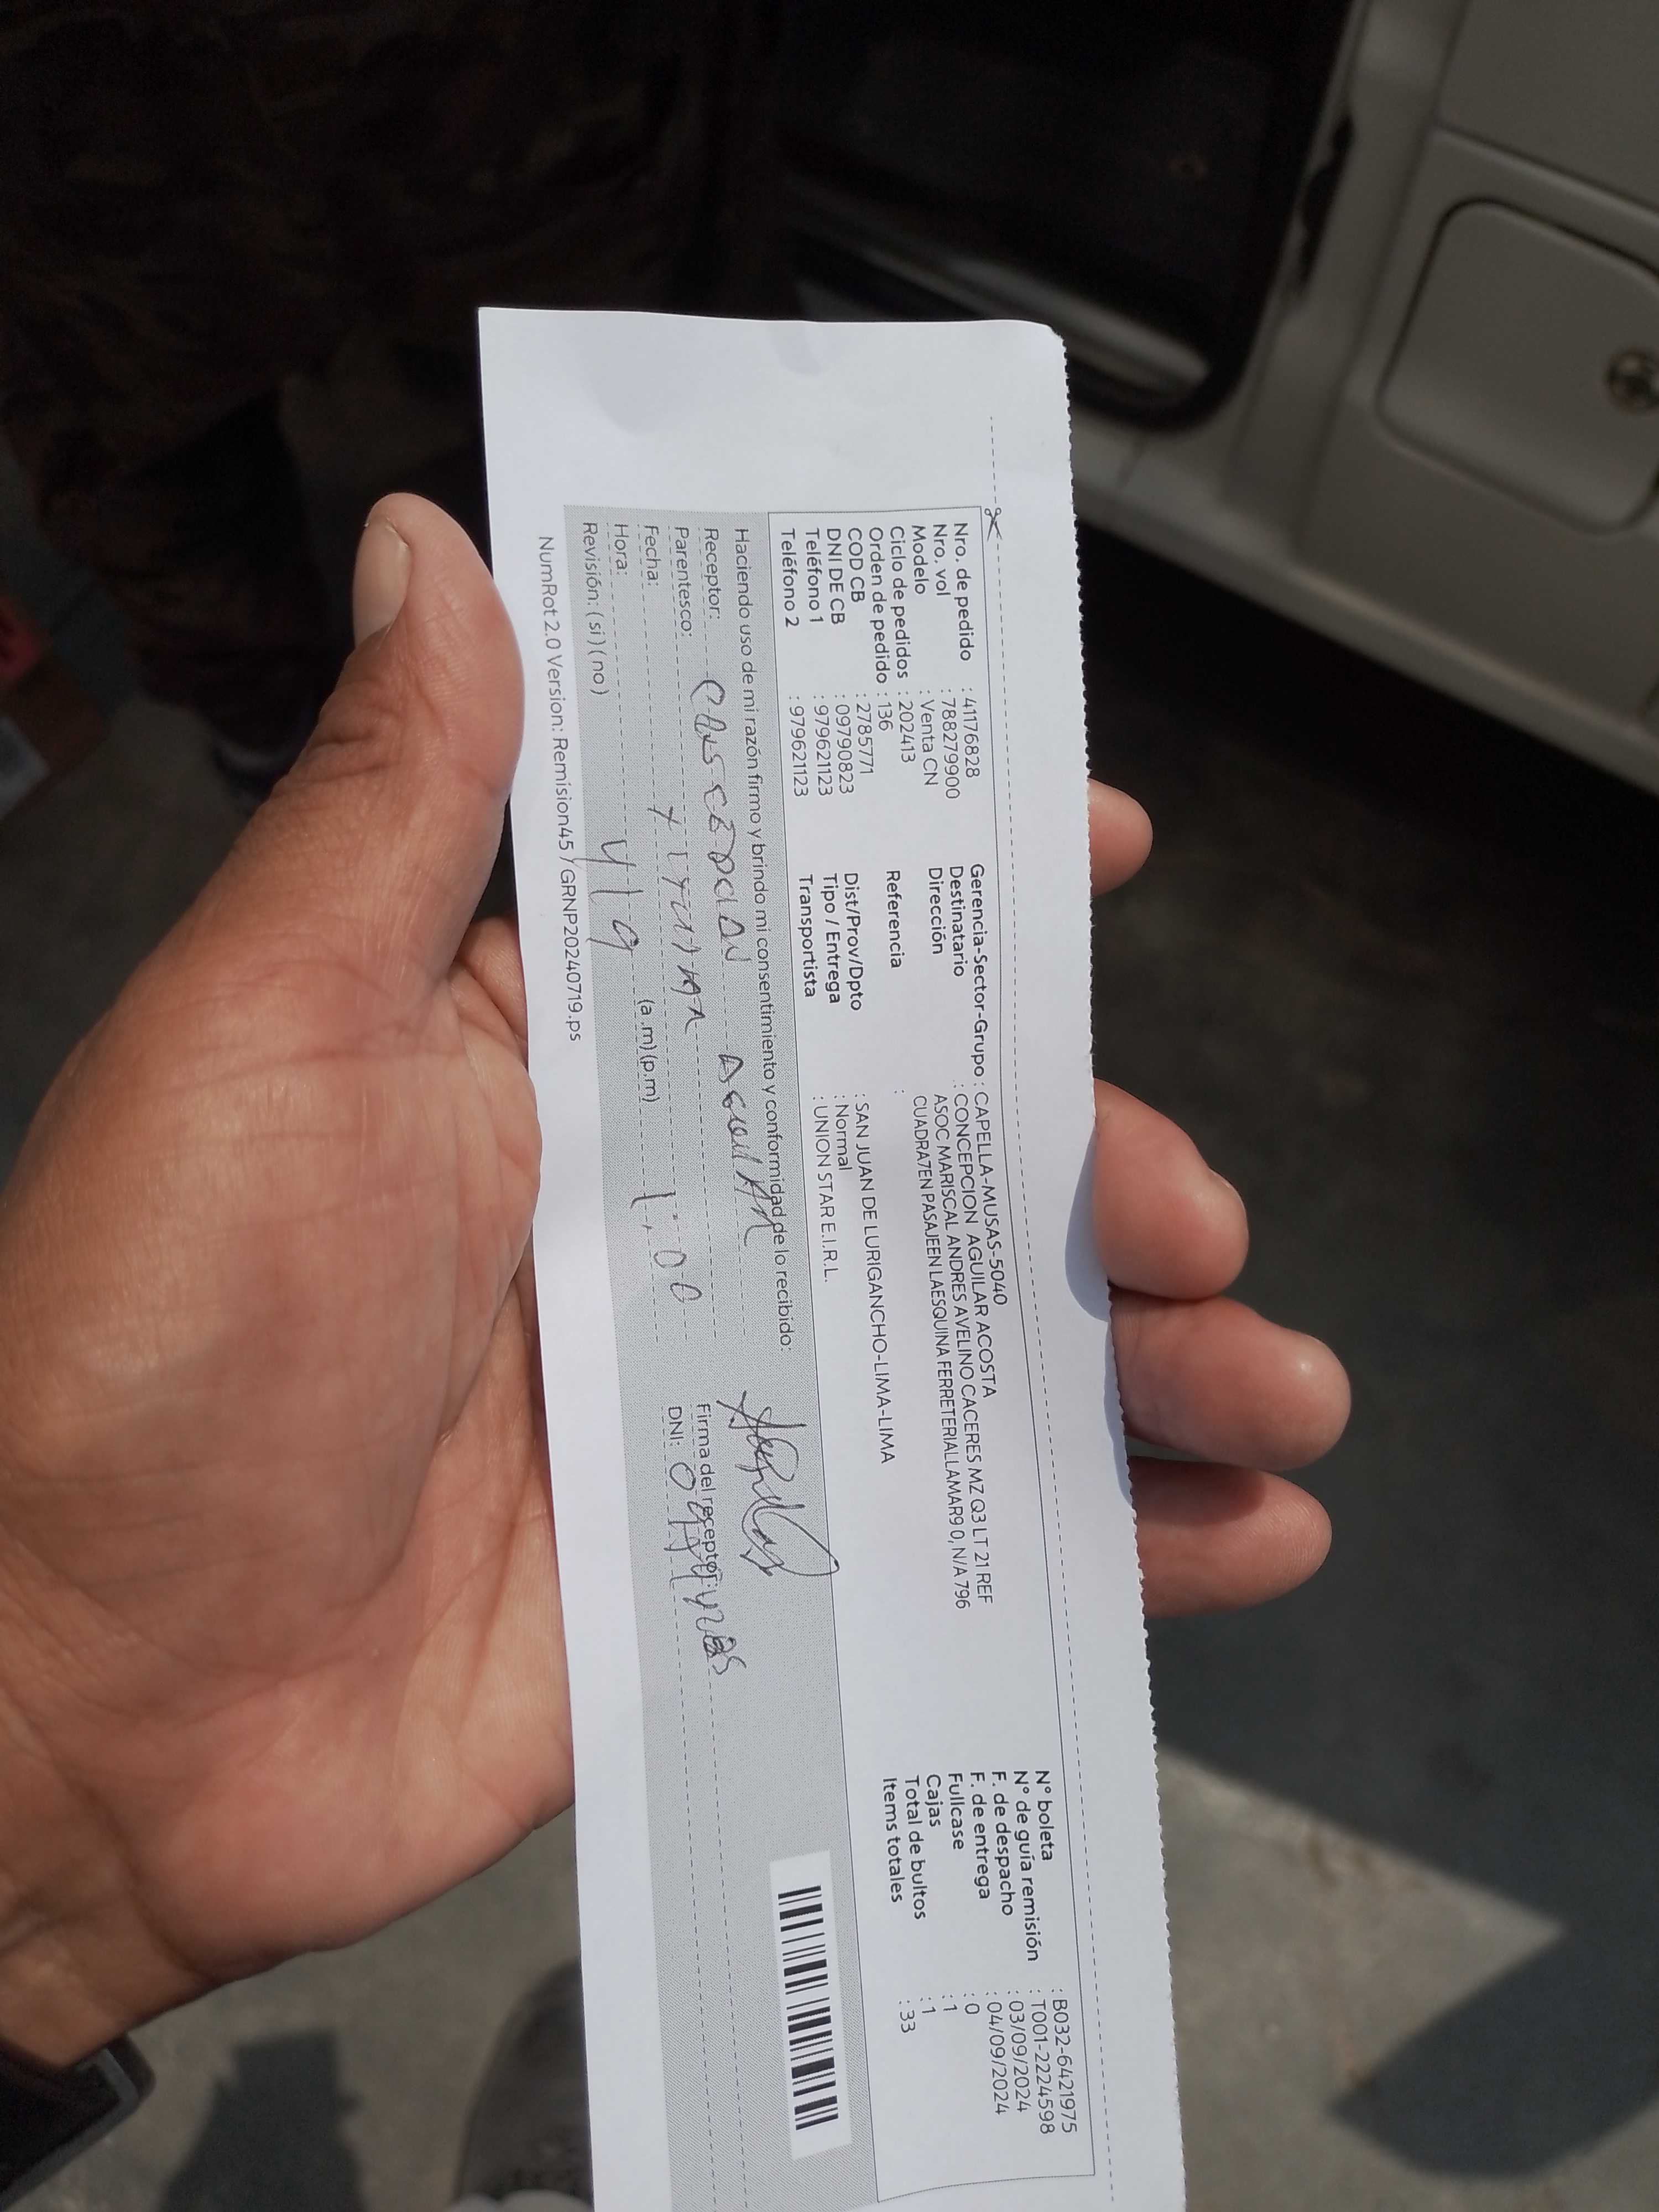 Nro. de pedido : 41176828
Nro. vol : 788279900
Modelo : Venta CN
Ciclo de pedidos : 202413
Orden de pedido : 136
COD CB : 2785771
DNI DE CB : 09790823
Teléfono 1 : 979621123
Teléfono 2 : 979621123
Gerencia-Sector-Grupo : CAPELLA-MUSAS-5040
Destinatario : CONCEPCION AGUILAR ACOSTA
Dirección ASOC MARISCAL ANDRES AVELINO CACERES MZ Q3 LT 21 REF
CUADRA7EN PASAJEEN LAESQUINA FERRETERIALLAMAR9 0, N/A 796
Referencia :
Dist/Prov/Dpto : SAN JUAN DE LURIGANCHO-LIMA-LIMA
Tipo / Entrega : Normal
Transportista : UNION STAR E.I.R.L.
N° boleta : B032-6421975
N° de guía remisión : T001-2224598
F. de despacho : 03/09/2024
F. de entrega : 04/09/2024
Fullcase : 0
Cajas : 1
Total de bultos : 1
Items totales : 33
Haciendo uso de mi razón firmo y brindo mi consentimiento y conformidad de lo recibido:
Receptor:
Parentesco:
Fecha: 4/9
Hora: (a.m) (p.m) 1:00
Revisión: ( si ) ( no )
Firma del receptor:
DNI:
NumRot 2.0 Version: Remision45 / GRNP20240719.ps